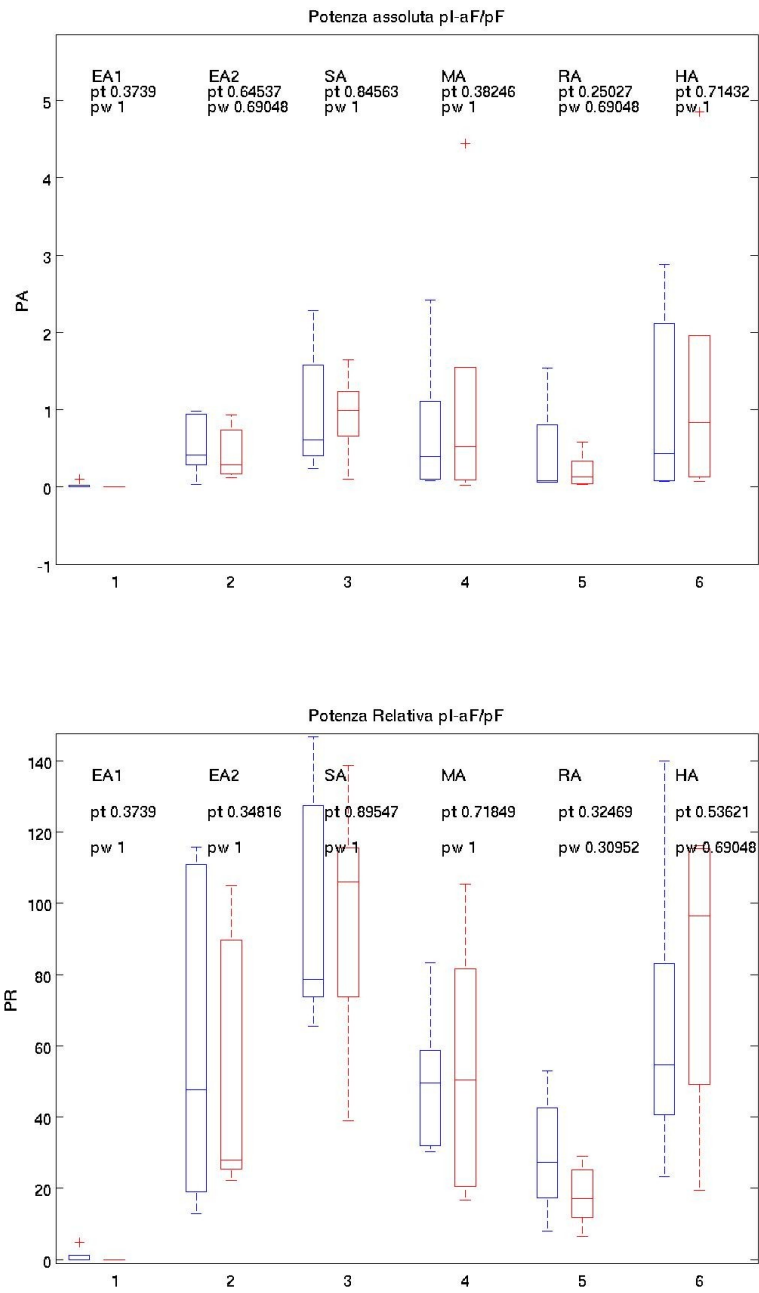 Potenza assoluta pI-aF/pF
EA1 EA2 SA MA RA HA
pt 0.3739 pt 0.64537 pt 0.84563 pt 0.38246 pt 0.25027 pt 0.71432
pw 1 pw 0.69048 pw 1 pw 1 pw 0.69048 pw 1
5
4
3
2
1
0
-1
PA
1 2 3 4 5 6
Potenza Relativa pI-aF/pF
EA1 EA2 SA MA RA HA
pt 0.3739 pt 0.34816 pt 0.89547 pt 0.71849 pt 0.32469 pt 0.53621
pw 1 pw 1 pw 1 pw 1 pw 0.30952 pw 0.69048
140
120
100
80
60
40
20
0
PR
1 2 3 4 5 6